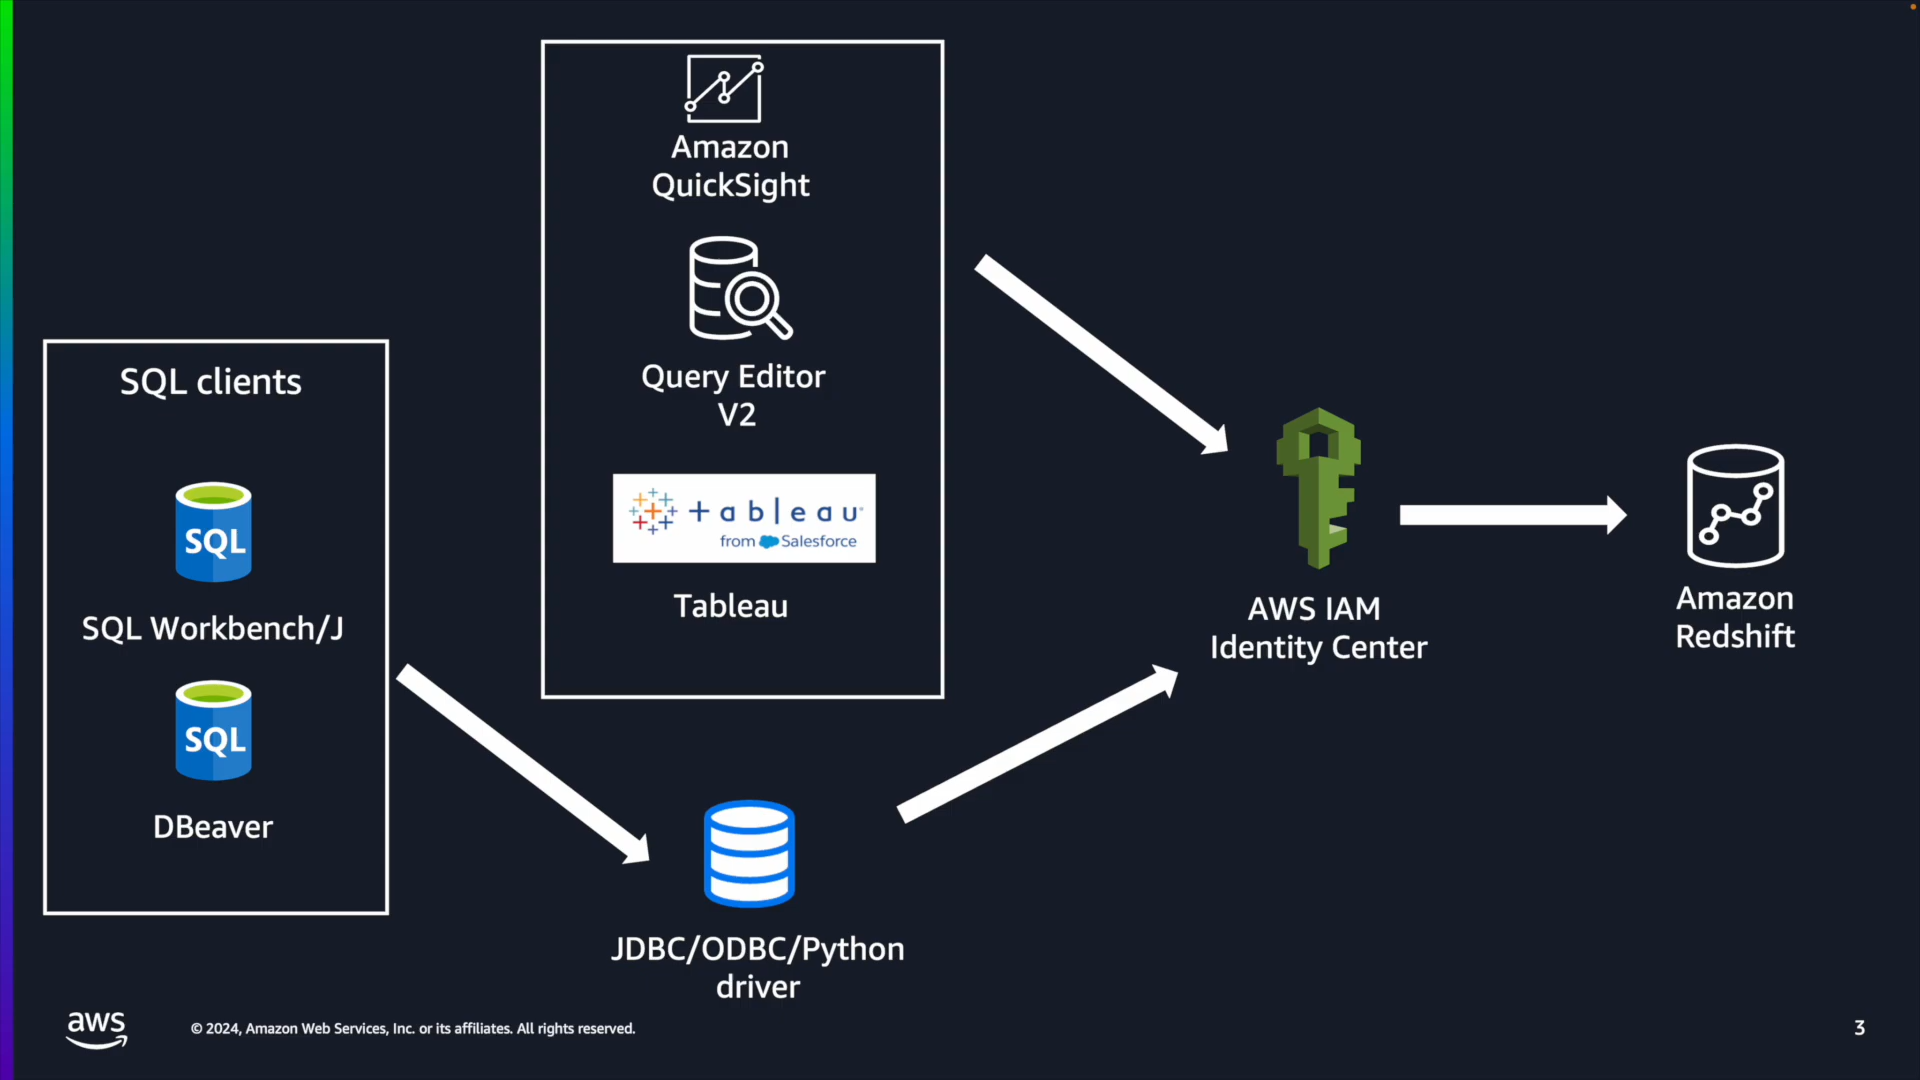 Amazon
QuickSight
Query Editor
V2
+ a b l e a u
from Salesforce
Tableau
SQL clients
SQL
SQL Workbench/J
SQL
DBeaver
JDBC/ODBC/Python
driver
AWS IAM
Identity Center
Amazon
Redshift
aws
© 2024, Amazon Web Services, Inc. or its affiliates. All rights reserved.
3